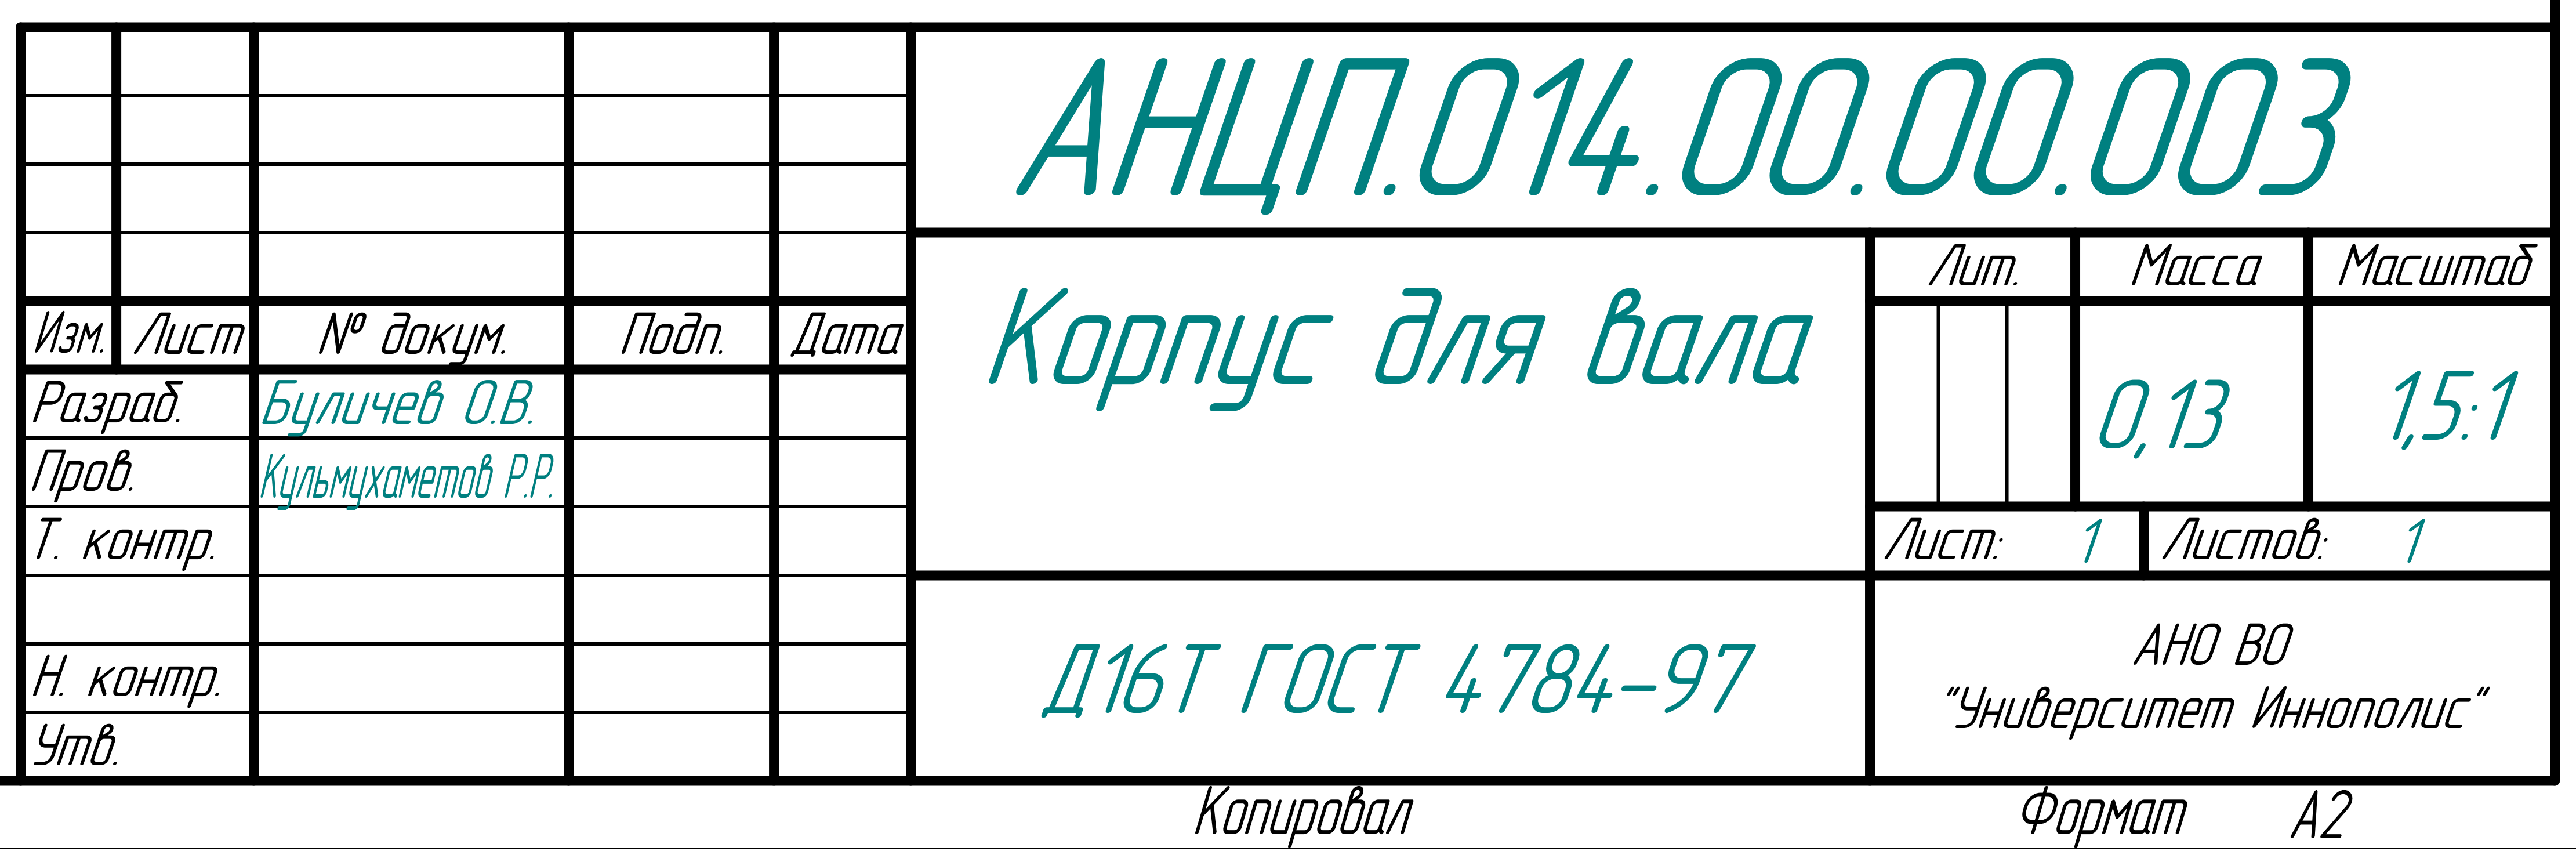 АНЦП.014.00.00.003
Изм. Лист № докум. Подп. Дата
Разраб. Буличев О.В.
Пров. Кульмухаметов Р.Р.
Т. контр.
Н. контр.
Утв.
Корпус для вала
Лит. Масса Масштаб
0,13 1,5:1
Лист: 1 Листов: 1
Д16Т ГОСТ 4784-97
АНО ВО
"Университет Иннополис"
Копировал Формат А2